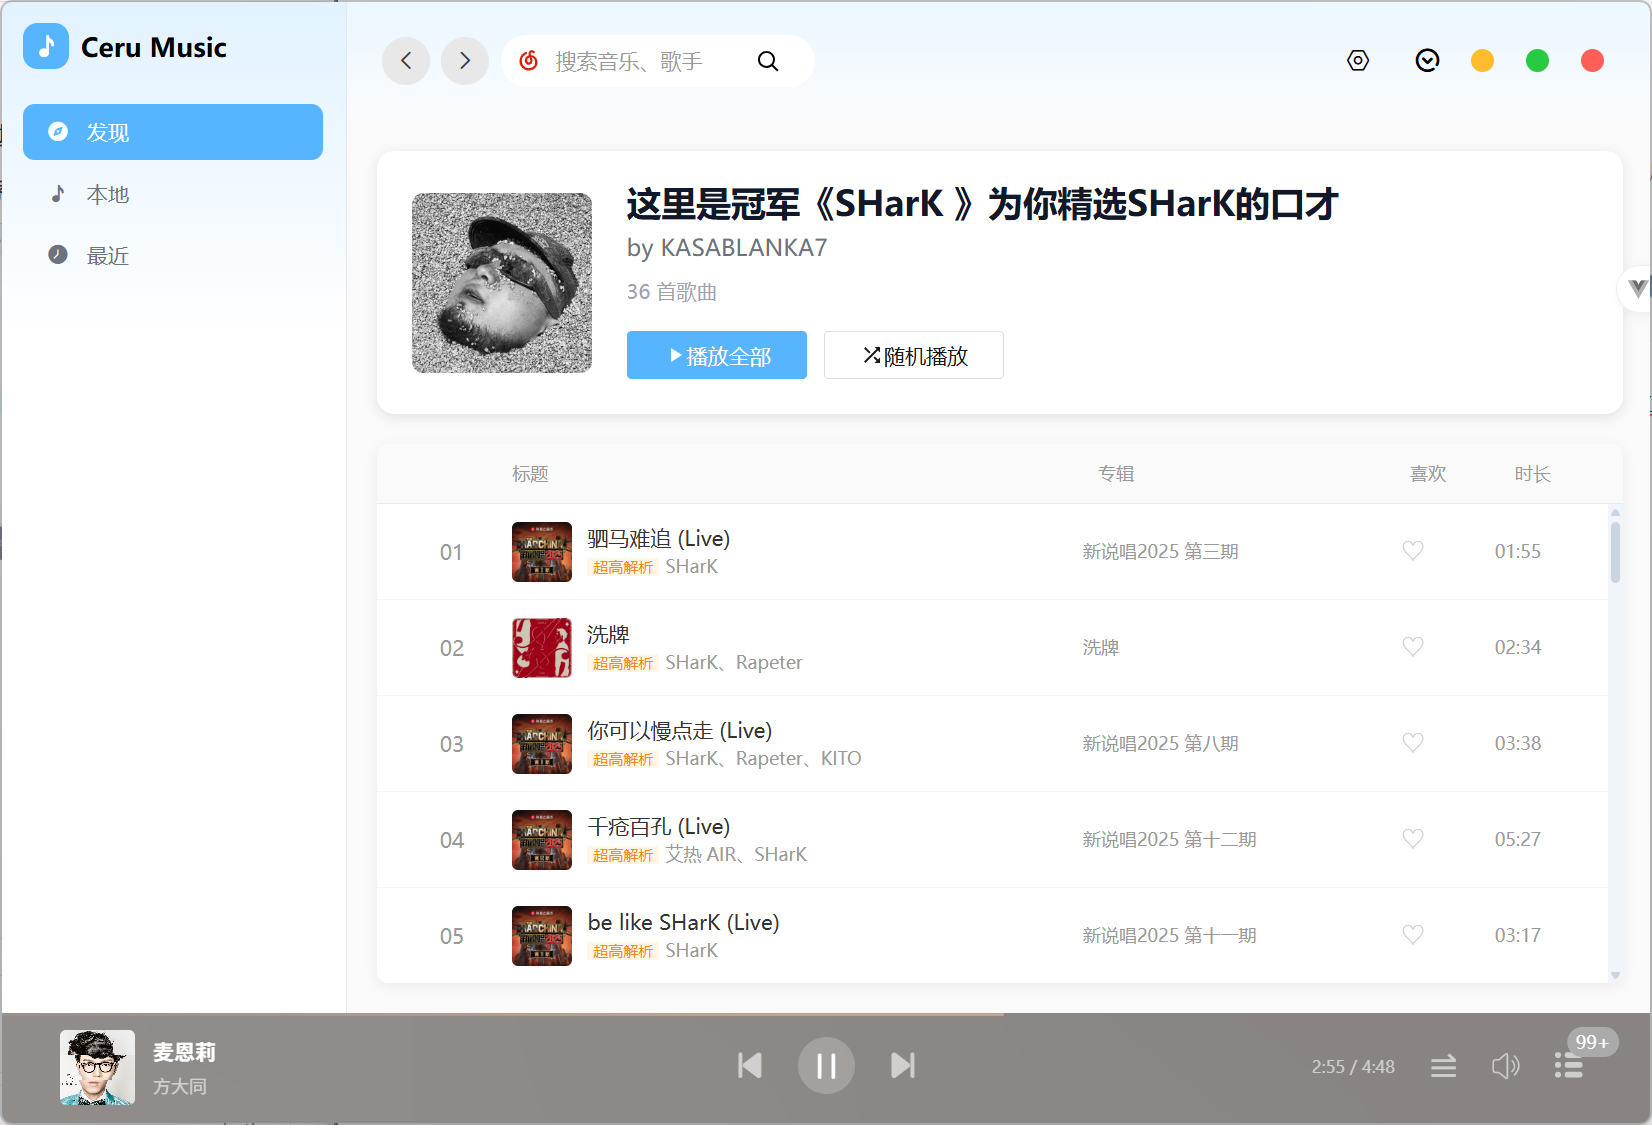 Ceru Music
搜索音乐、歌手
发现
本地
最近
这里是冠军《SHarK 》为你精选SHarK的口才
by KASABLANKA7
36 首歌曲
播放全部
随机播放
标题 专辑 喜欢 时长
01 驷马难追 (Live) 新说唱2025 第三期 01:55
超高解析 SHarK
02 洗牌 洗牌 02:34
超高解析 SHarK、Rapeter
03 你可以慢点走 (Live) 新说唱2025 第八期 03:38
超高解析 SHarK、Rapeter、KITO
04 千疮百孔 (Live) 新说唱2025 第十二期 05:27
超高解析 艾热 AIR、SHarK
05 be like SHarK (Live) 新说唱2025 第十一期 03:17
超高解析 SHarK
麦恩莉
方大同
2:55 / 4:48
99+